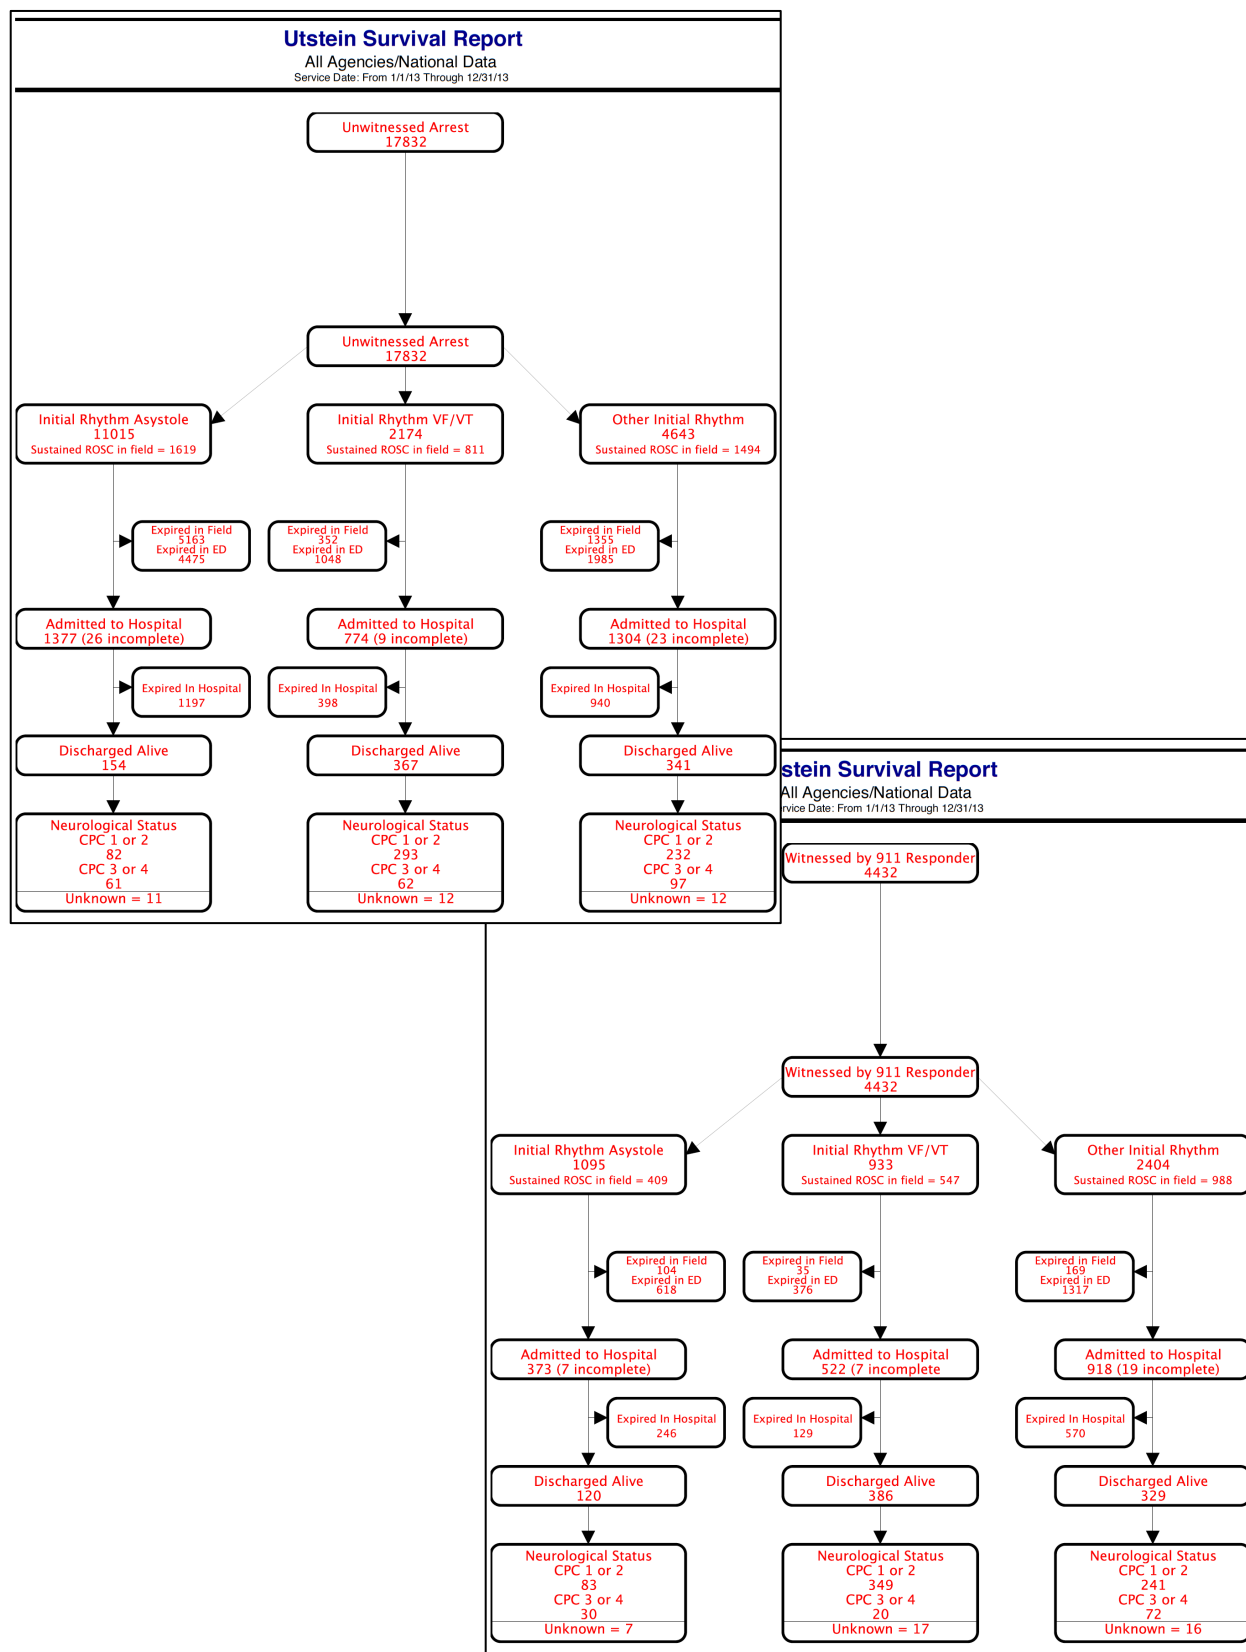 Utstein Survival Report
All Agencies/National Data
Service Date: From 1/1/13 Through 12/31/13
Unwitnessed Arrest
17832
Unwitnessed Arrest
17832
Initial Rhythm Asystole
11015
Sustained ROSC in field = 1619
Initial Rhythm VF/VT
2174
Sustained ROSC in field = 811
Other Initial Rhythm
4643
Sustained ROSC in field = 1494
Expired in Field
5163
Expired in ED
4475
Expired in Field
352
Expired in ED
1048
Expired in Field
1355
Expired in ED
1985
Admitted to Hospital
1377 (26 incomplete)
Admitted to Hospital
774 (9 incomplete)
Admitted to Hospital
1304 (23 incomplete)
Expired In Hospital
1197
Expired In Hospital
398
Expired In Hospital
940
Discharged Alive
154
Discharged Alive
367
Discharged Alive
341
Neurological Status
CPC 1 or 2
82
CPC 3 or 4
61
Unknown = 11
Neurological Status
CPC 1 or 2
293
CPC 3 or 4
62
Unknown = 12
Neurological Status
CPC 1 or 2
232
CPC 3 or 4
97
Unknown = 12
stein Survival Report
All Agencies/National Data
rvice Date: From 1/1/13 Through 12/31/13
Witnessed by 911 Responder
4432
Witnessed by 911 Responder
4432
Initial Rhythm Asystole
1095
Sustained ROSC in field = 409
Initial Rhythm VF/VT
933
Sustained ROSC in field = 547
Other Initial Rhythm
2404
Sustained ROSC in field = 988
Expired in Field
104
Expired in ED
618
Expired in Field
35
Expired in ED
376
Expired in Field
169
Expired in ED
1317
Admitted to Hospital
373 (7 incomplete)
Admitted to Hospital
522 (7 incomplete
Admitted to Hospital
918 (19 incomplete)
Expired In Hospital
246
Expired In Hospital
129
Expired In Hospital
570
Discharged Alive
120
Discharged Alive
386
Discharged Alive
329
Neurological Status
CPC 1 or 2
83
CPC 3 or 4
30
Unknown = 7
Neurological Status
CPC 1 or 2
349
CPC 3 or 4
20
Unknown = 17
Neurological Status
CPC 1 or 2
241
CPC 3 or 4
72
Unknown = 16